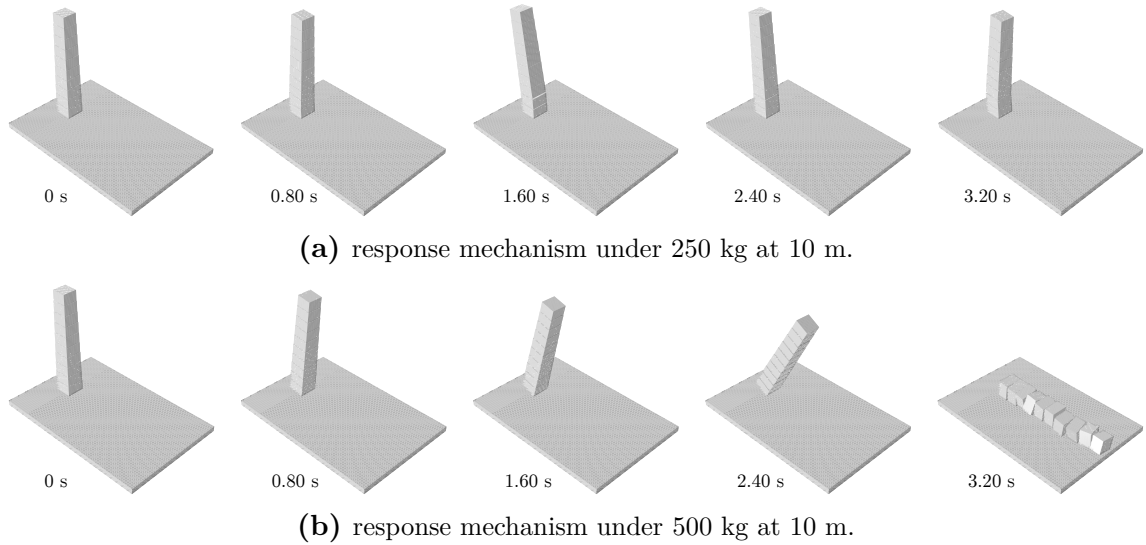 0 s
0.80 s
1.60 s
2.40 s
3.20 s
(a) response mechanism under 250 kg at 10 m.
0 s
0.80 s
1.60 s
2.40 s
3.20 s
(b) response mechanism under 500 kg at 10 m.